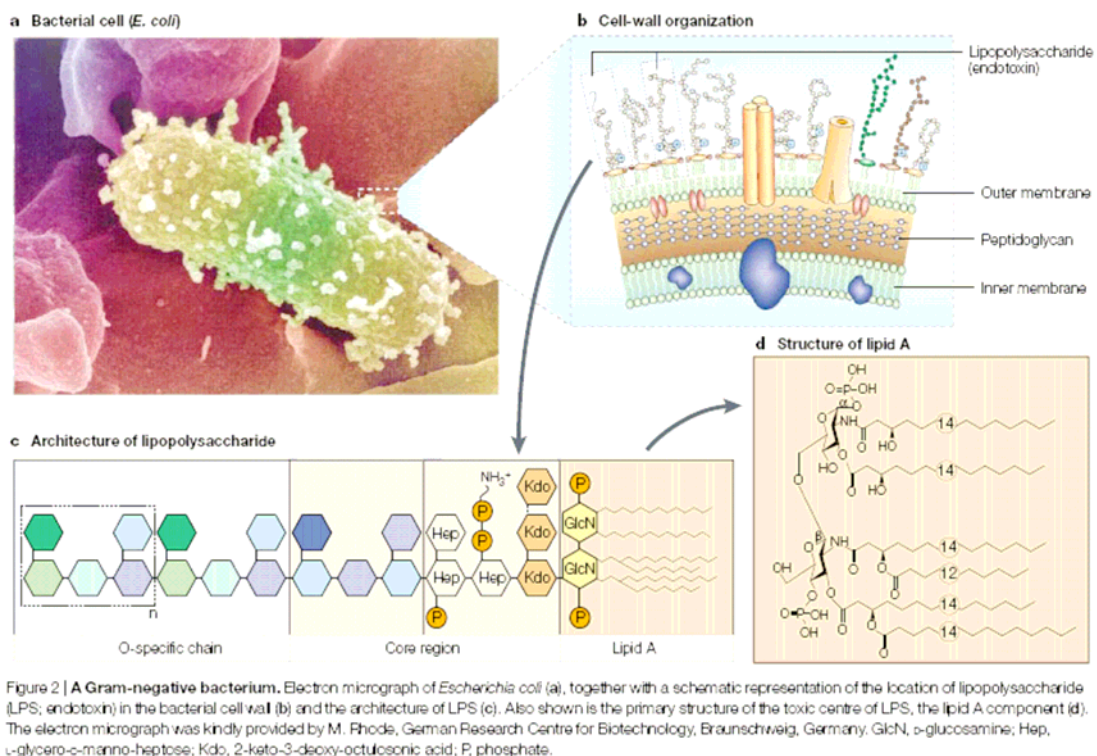 a Bacterial cell (E. coli)
b Cell-wall organization
Lipopolysaccharide
(endotoxin)
Outer membrane
Peptidoglycan
Inner membrane
d Structure of lipid A
OH
O=P-OH
α
O
O
NH
O
HO
14
HO
O
O
HO
14
O
β
O
NH
14
OH
O
O
12
HO
O
O
O=P-OH
OH
O
O
14
O
14
O
c Architecture of lipopolysaccharide
NH3+
Kdo
P
P
GlcN
Hep
P
Kdo
GlcN
Hep
Hep
Kdo
P
P
n
O-specific chain
Core region
Lipid A
Figure 2 | A Gram-negative bacterium. Electron micrograph of Escherichia coli (a), together with a schematic representation of the location of lipopolysaccharide
(LPS; endotoxin) in the bacterial cell wall (b) and the architecture of LPS (c). Also shown is the primary structure of the toxic centre of LPS, the lipid A component (d).
The electron micrograph was kindly provided by M. Rhode, German Research Centre for Biotechnology, Braunschweig, Germany. GlcN, D-glucosamine; Hep,
L-glycero-D-manno-heptose; Kdo, 2-keto-3-deoxy-octulosonic acid; P, phosphate.